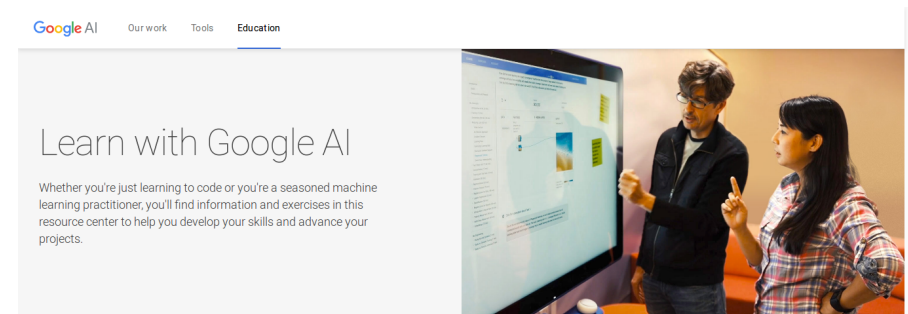 Google AI
Our work
Tools
Education
Learn with Google AI
Whether you're just learning to code or you're a seasoned machine
learning practitioner, you'll find information and exercises in this
resource center to help you develop your skills and advance your
projects.